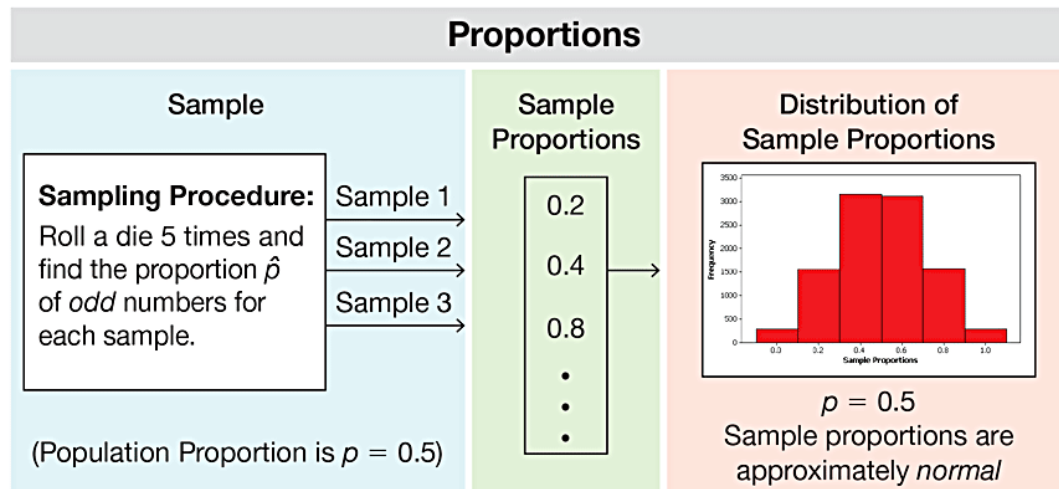 Proportions
Sample
Sampling Procedure:
Roll a die 5 times and
find the proportion p̂
of odd numbers for
each sample.
Sample 1
Sample 2
Sample 3
(Population Proportion is p = 0.5)
Sample
Proportions
0.2
0.4
0.8
Distribution of
Sample Proportions
3500
3000
2500
2000
1500
1000
500
0
Frequency
0.0 0.2 0.4 0.6 0.8 1.0
Sample Proportions
p = 0.5
Sample proportions are
approximately normal